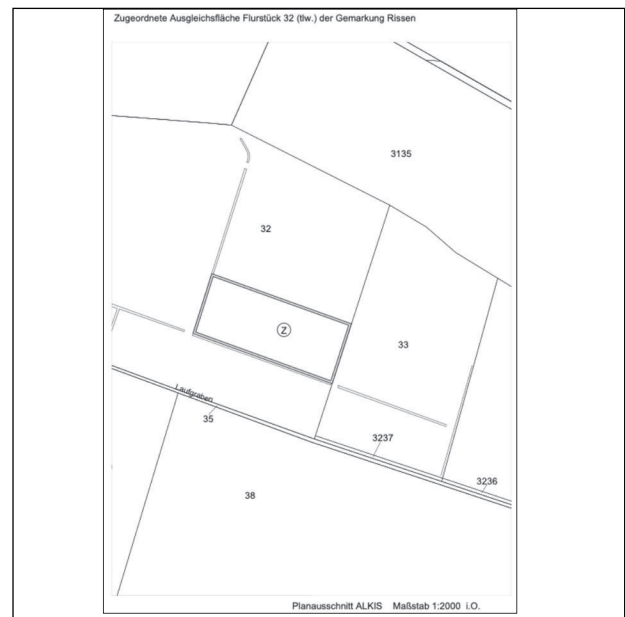 Zugeordnete Ausgleichsfläche Flurstück 32 (tlw.) der Gemarkung Rissen
3135
32
Z
33
Laufgraben
35
3237
3236
38
Planausschnitt ALKIS Maßstab 1:2000 i.O.